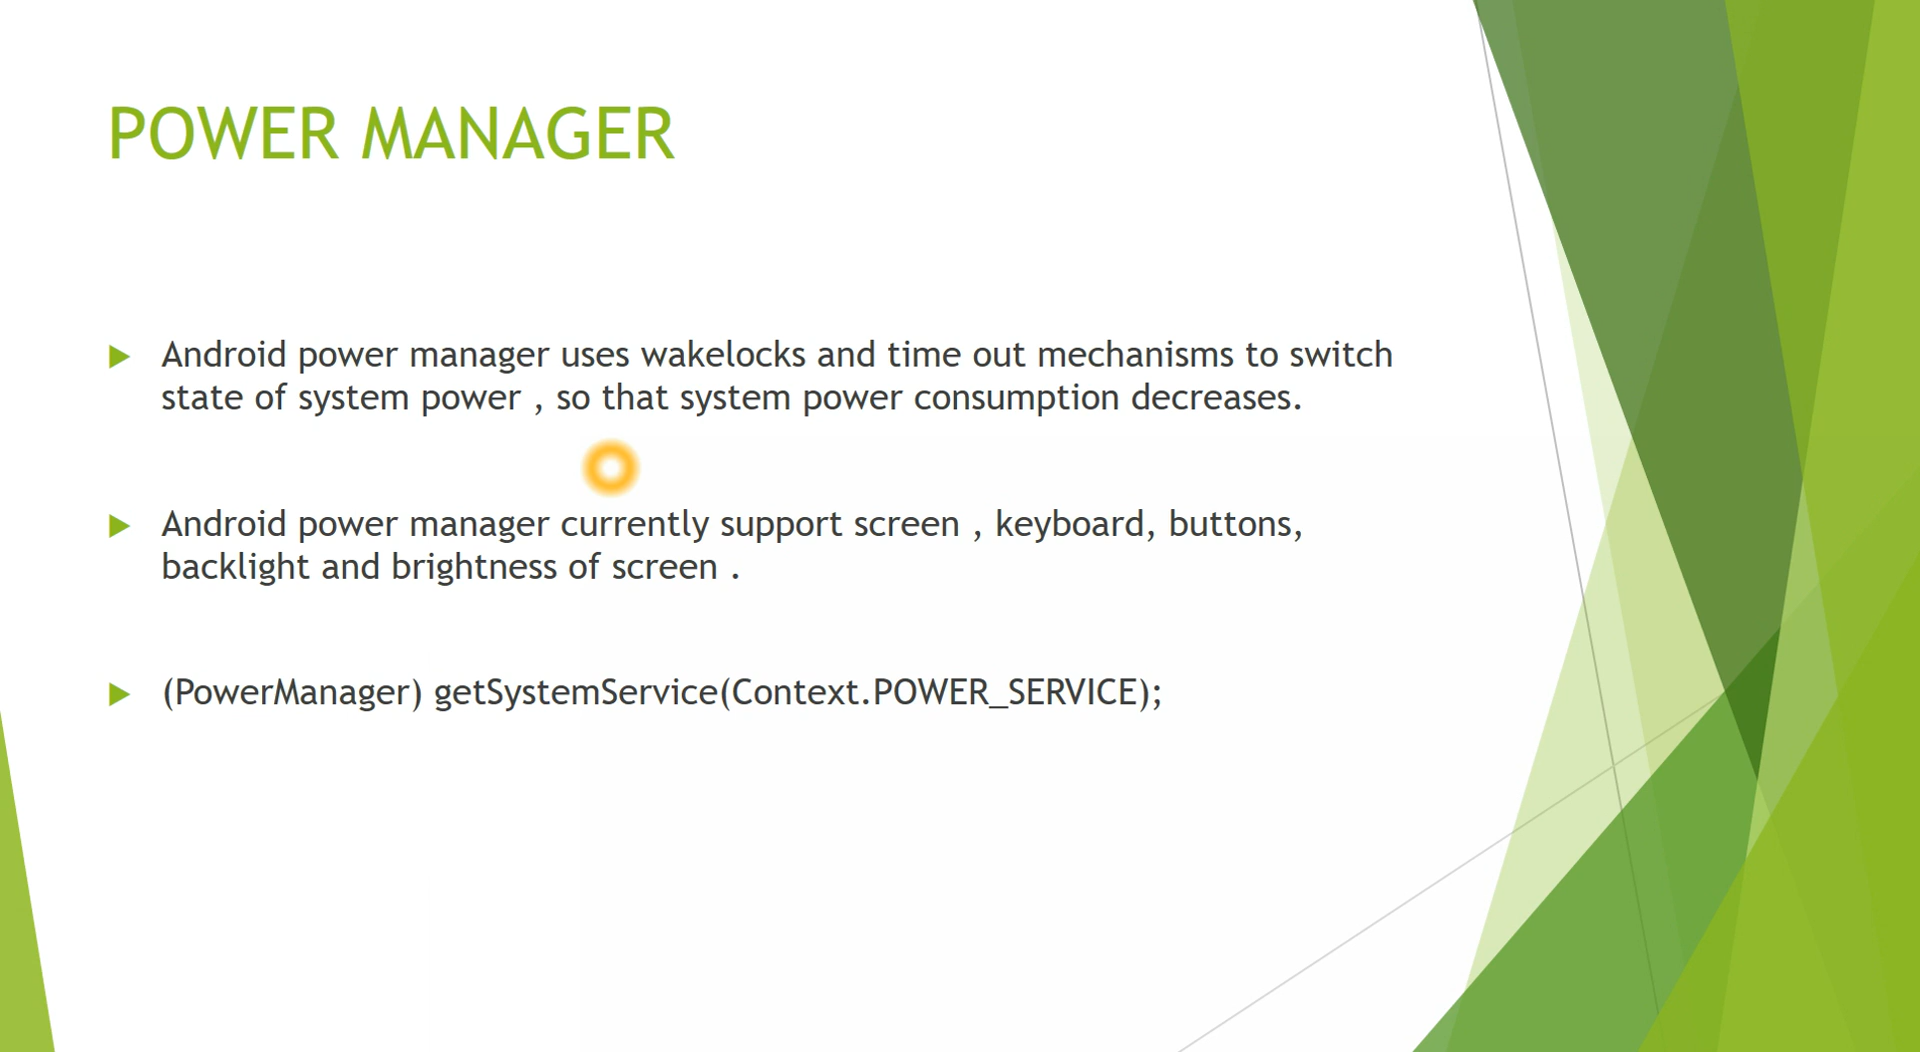 POWER MANAGER
Android power manager uses wakelocks and time out mechanisms to switch
state of system power , so that system power consumption decreases.
Android power manager currently support screen , keyboard, buttons,
backlight and brightness of screen .
(PowerManager) getSystemService(Context.POWER_SERVICE);